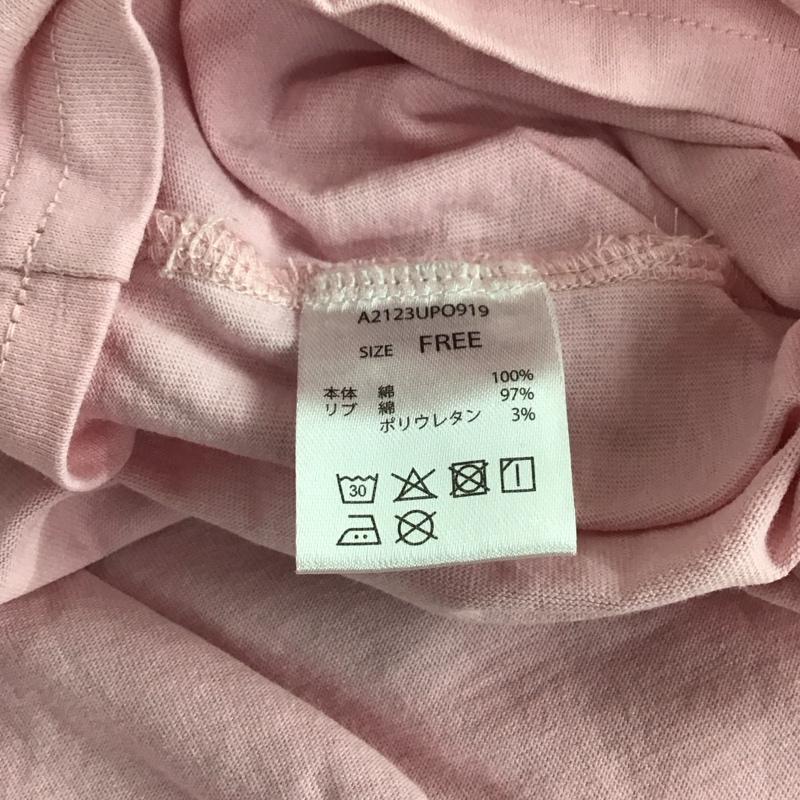 A2123UPO919
SIZE FREE
本体 綿 100%
リブ 綿 97%
ポリウレタン 3%
30